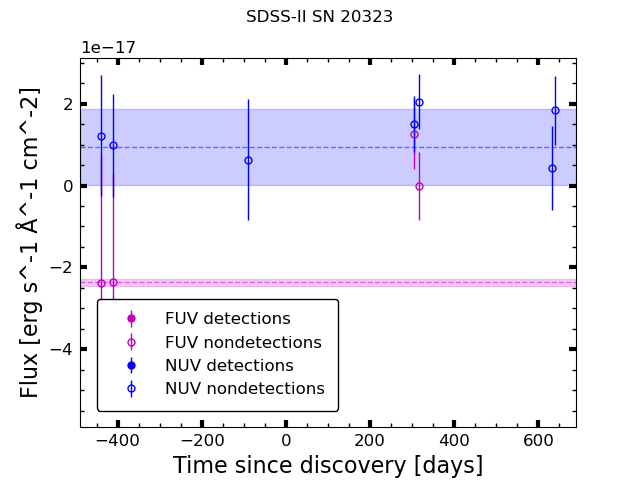 SDSS-II SN 20323
1e−17
Flux [erg s^-1 Å^-1 cm^-2]
2
0
−2
−4
FUV detections
FUV nondetections
NUV detections
NUV nondetections
−400 −200 0 200 400 600
Time since discovery [days]